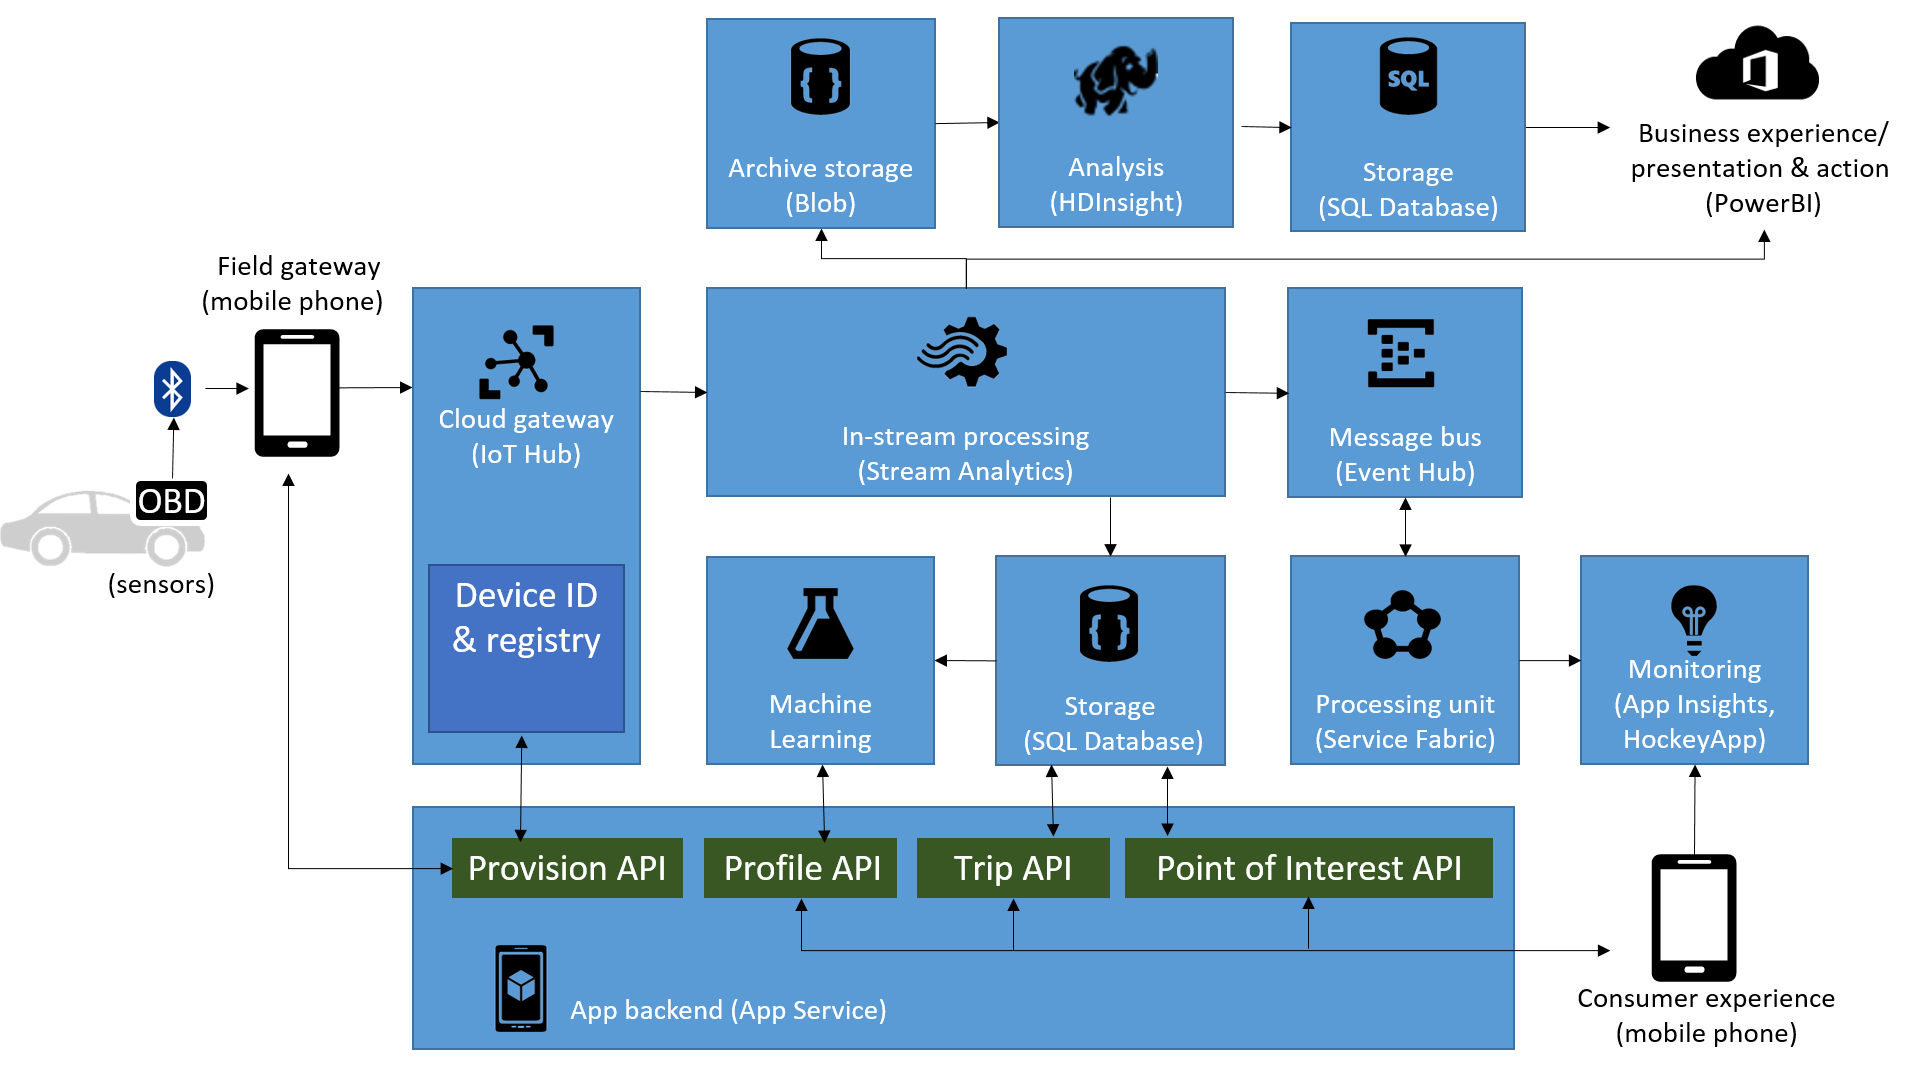 { }
SQL
Archive storage
(Blob)
Analysis
(HDInsight)
Storage
(SQL Database)
Business experience/
presentation & action
(PowerBI)
Field gateway
(mobile phone)
Cloud gateway
(IoT Hub)
In-stream processing
(Stream Analytics)
Message bus
(Event Hub)
OBD
(sensors)
Device ID
& registry
Machine
Learning
{ }
Storage
(SQL Database)
Processing unit
(Service Fabric)
Monitoring
(App Insights,
HockeyApp)
Provision API
Profile API
Trip API
Point of Interest API
App backend (App Service)
Consumer experience
(mobile phone)